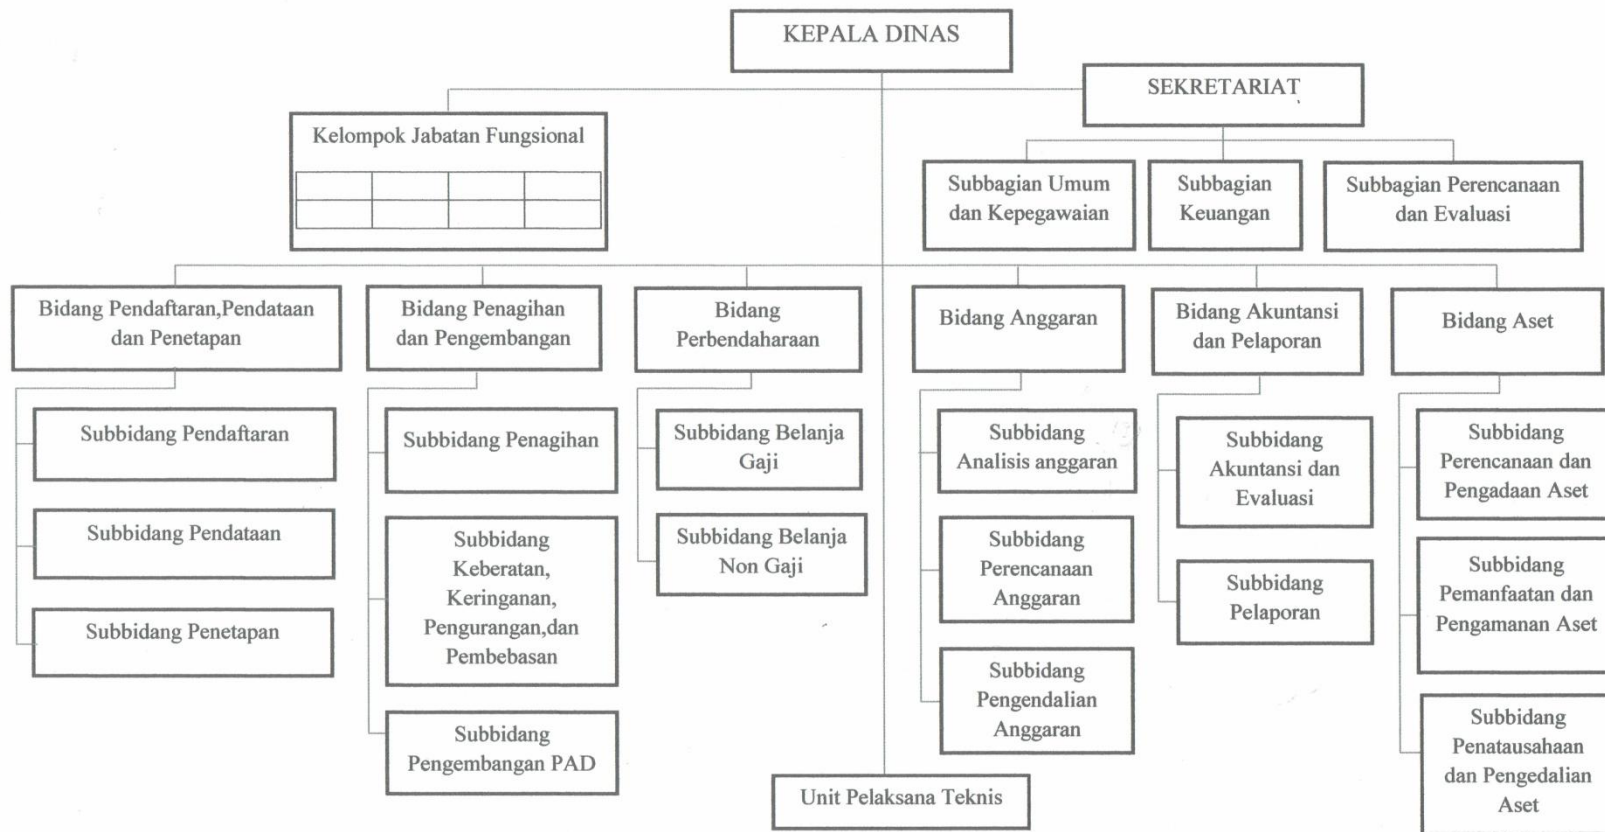 KEPALA DINAS
SEKRETARIAT
Kelompok Jabatan Fungsional
Subbagian Umum
dan Kepegawaian
Subbagian
Keuangan
Subbagian Perencanaan
dan Evaluasi
Bidang Pendaftaran,Pendataan
dan Penetapan
Bidang Penagihan
dan Pengembangan
Bidang
Perbendaharaan
Bidang Anggaran
Bidang Akuntansi
dan Pelaporan
Bidang Aset
Subbidang Pendaftaran
Subbidang Pendataan
Subbidang Penetapan
Subbidang Penagihan
Subbidang
Keberatan,
Keringanan,
Pengurangan,dan
Pembebasan
Subbidang
Pengembangan PAD
Subbidang Belanja
Gaji
Subbidang Belanja
Non Gaji
Subbidang
Analisis anggaran
Subbidang
Perencanaan
Anggaran
Subbidang
Pengendalian
Anggaran
Subbidang
Akuntansi dan
Evaluasi
Subbidang
Pelaporan
Subbidang
Perencanaan dan
Pengadaan Aset
Subbidang
Pemanfaatan dan
Pengamanan Aset
Subbidang
Penatausahaan
dan Pengedalian
Aset
Unit Pelaksana Teknis